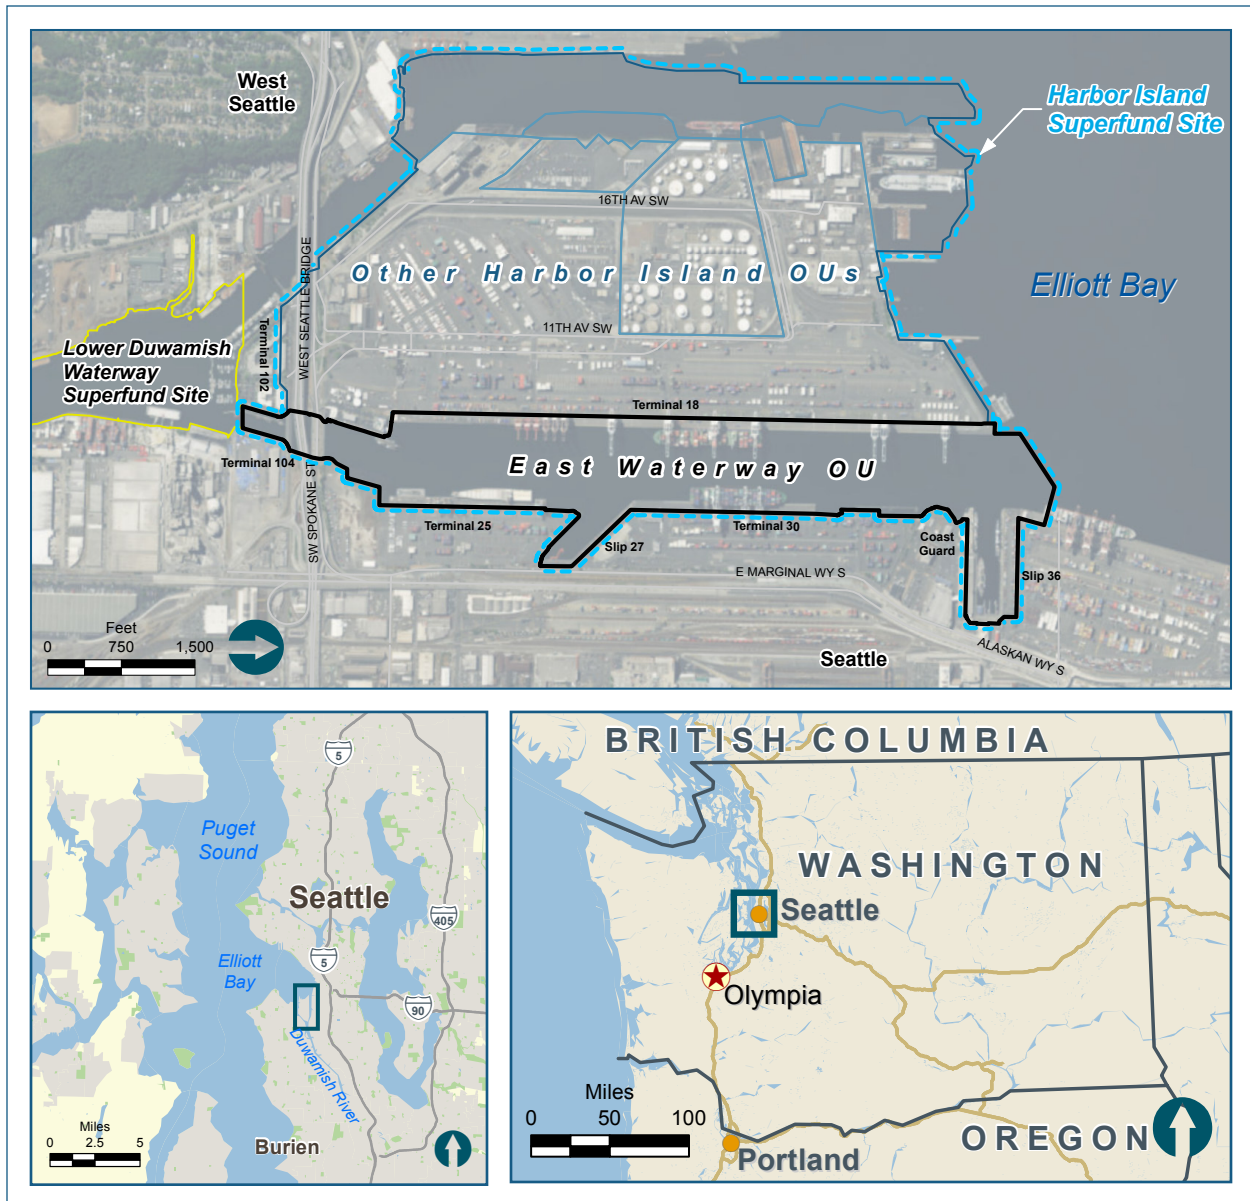 West
Seattle
Harbor Island
Superfund Site
16TH AV SW
WEST SEATTLE BRIDGE
Other Harbor Island OUs
Elliott Bay
11TH AV SW
Terminal 102
Lower Duwamish
Waterway
Superfund Site
Terminal 18
Terminal 104
East Waterway OU
SW SPOKANE ST
Terminal 25
Slip 27
Terminal 30
Coast
Guard
Slip 36
E MARGINAL WY S
ALASKAN WY S
Seattle
Feet
0 750 1,500
5
Puget
Sound
Seattle
405
Elliott
Bay
5
90
Duwamish River
Miles
0 2.5 5
Burien
BRITISH COLUMBIA
WASHINGTON
Seattle
Olympia
Miles
0 50 100
OREGON
Portland